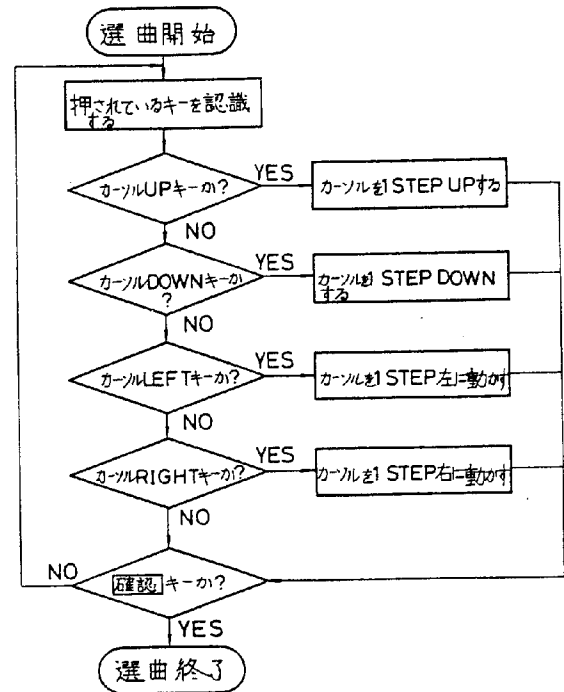 選曲開始
押されているキーを認識
する
カーソルUPキーか?
YES
カーソルを1 STEP UPする
NO
カーソルDOWNキーか
?
YES
カーソルを1 STEP DOWN
する
NO
カーソルLEFTキーか?
YES
カーソルを1 STEP左に動かす
NO
カーソルRIGHTキーか?
YES
カーソルを1 STEP右に動かす
NO
確認キーか?
NO
YES
選曲終了